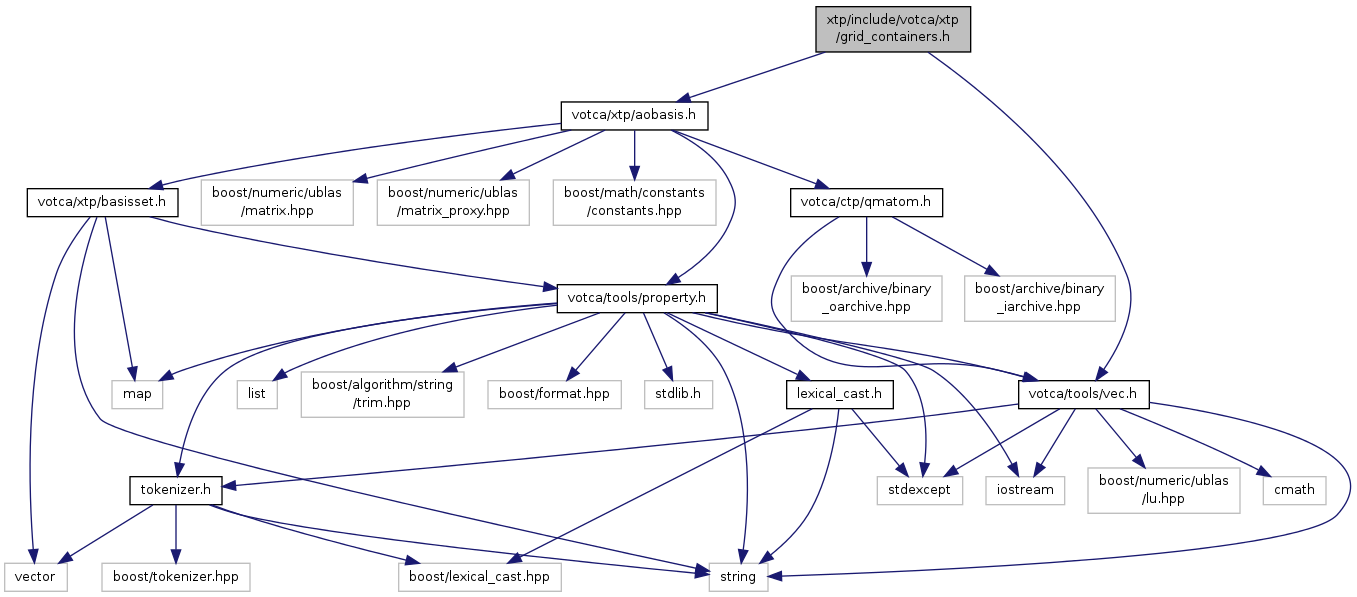 xtp/include/votca/xtp
/grid_containers.h
votca/xtp/aobasis.h
votca/xtp/basisset.h
boost/numeric/ublas
/matrix.hpp
boost/numeric/ublas
/matrix_proxy.hpp
boost/math/constants
/constants.hpp
votca/ctp/qmatom.h
votca/tools/property.h
boost/archive/binary
_oarchive.hpp
boost/archive/binary
_iarchive.hpp
map
list
boost/algorithm/string
/trim.hpp
boost/format.hpp
stdlib.h
lexical_cast.h
votca/tools/vec.h
tokenizer.h
stdexcept
iostream
boost/numeric/ublas
/lu.hpp
cmath
vector
boost/tokenizer.hpp
boost/lexical_cast.hpp
string